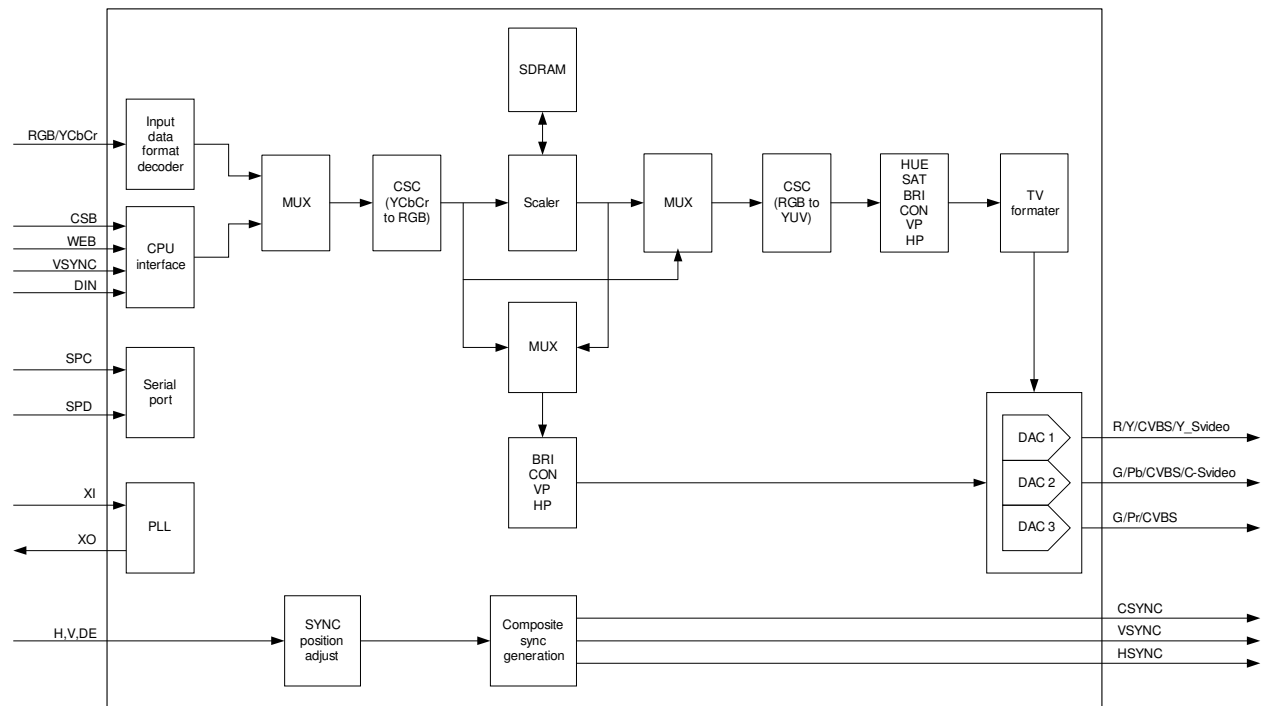 SDRAM
RGB/YCbCr
Input
data
format
decoder
MUX
CSC
(YCbCr
to RGB)
Scaler
MUX
CSC
(RGB to
YUV)
HUE
SAT
BRI
CON
VP
HP
TV
formater
CSB
WEB
VSYNC
DIN
CPU
interface
MUX
SPC
SPD
Serial
port
BRI
CON
VP
HP
DAC 1
DAC 2
DAC 3
R/Y/CVBS/Y_Svideo
G/Pb/CVBS/C-Svideo
G/Pr/CVBS
XI
XO
PLL
H,V,DE
SYNC
position
adjust
Composite
sync
generation
CSYNC
VSYNC
HSYNC